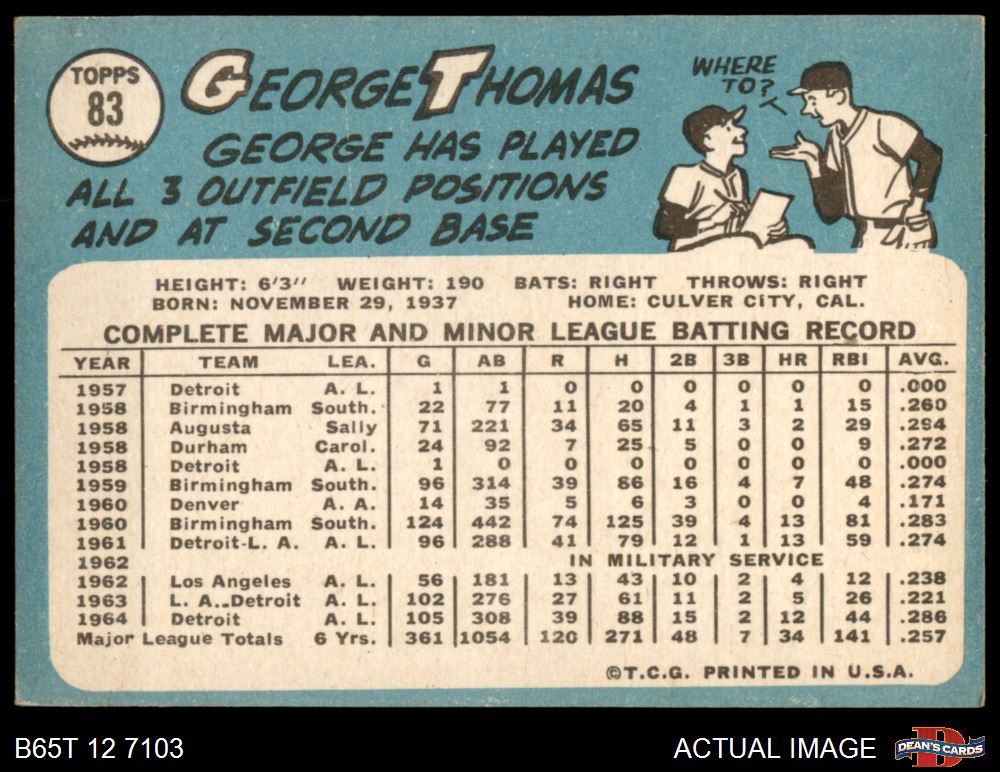 TOPPS
83
GEORGE THOMAS
WHERE
TO?
GEORGE HAS PLAYED
ALL 3 OUTFIELD POSITIONS
AND AT SECOND BASE
HEIGHT: 6'3" WEIGHT: 190 BATS: RIGHT THROWS: RIGHT
BORN: NOVEMBER 29, 1937 HOME: CULVER CITY, CAL.
COMPLETE MAJOR AND MINOR LEAGUE BATTING RECORD
YEAR TEAM LEA. G AB R H 2B 3B HR RBI AVG.
1957 Detroit A. L. 1 1 0 0 0 0 0 0 .000
1958 Birmingham South. 22 77 11 20 4 1 1 15 .260
1958 Augusta Sally 71 221 34 65 11 3 2 29 .294
1958 Durham Carol. 24 92 7 25 5 0 0 9 .272
1958 Detroit A. L. 1 0 0 0 0 0 0 0 .000
1959 Birmingham South. 96 314 39 86 16 4 7 48 .274
1960 Denver A. A. 14 35 5 6 3 0 0 4 .171
1960 Birmingham South. 124 442 74 125 39 4 13 81 .283
1961 Detroit-L. A. A. L. 96 288 41 79 12 1 13 59 .274
1962 IN MILITARY SERVICE
1962 Los Angeles A. L. 56 181 13 43 10 2 4 12 .238
1963 L. A..Detroit A. L. 102 276 27 61 11 2 5 26 .221
1964 Detroit A. L. 105 308 39 88 15 2 12 44 .286
Major League Totals 6 Yrs. 361 1054 120 271 48 7 34 141 .257
©T.C.G. PRINTED IN U.S.A.
B65T 12 7103 ACTUAL IMAGE
D
DEAN'S CARDS